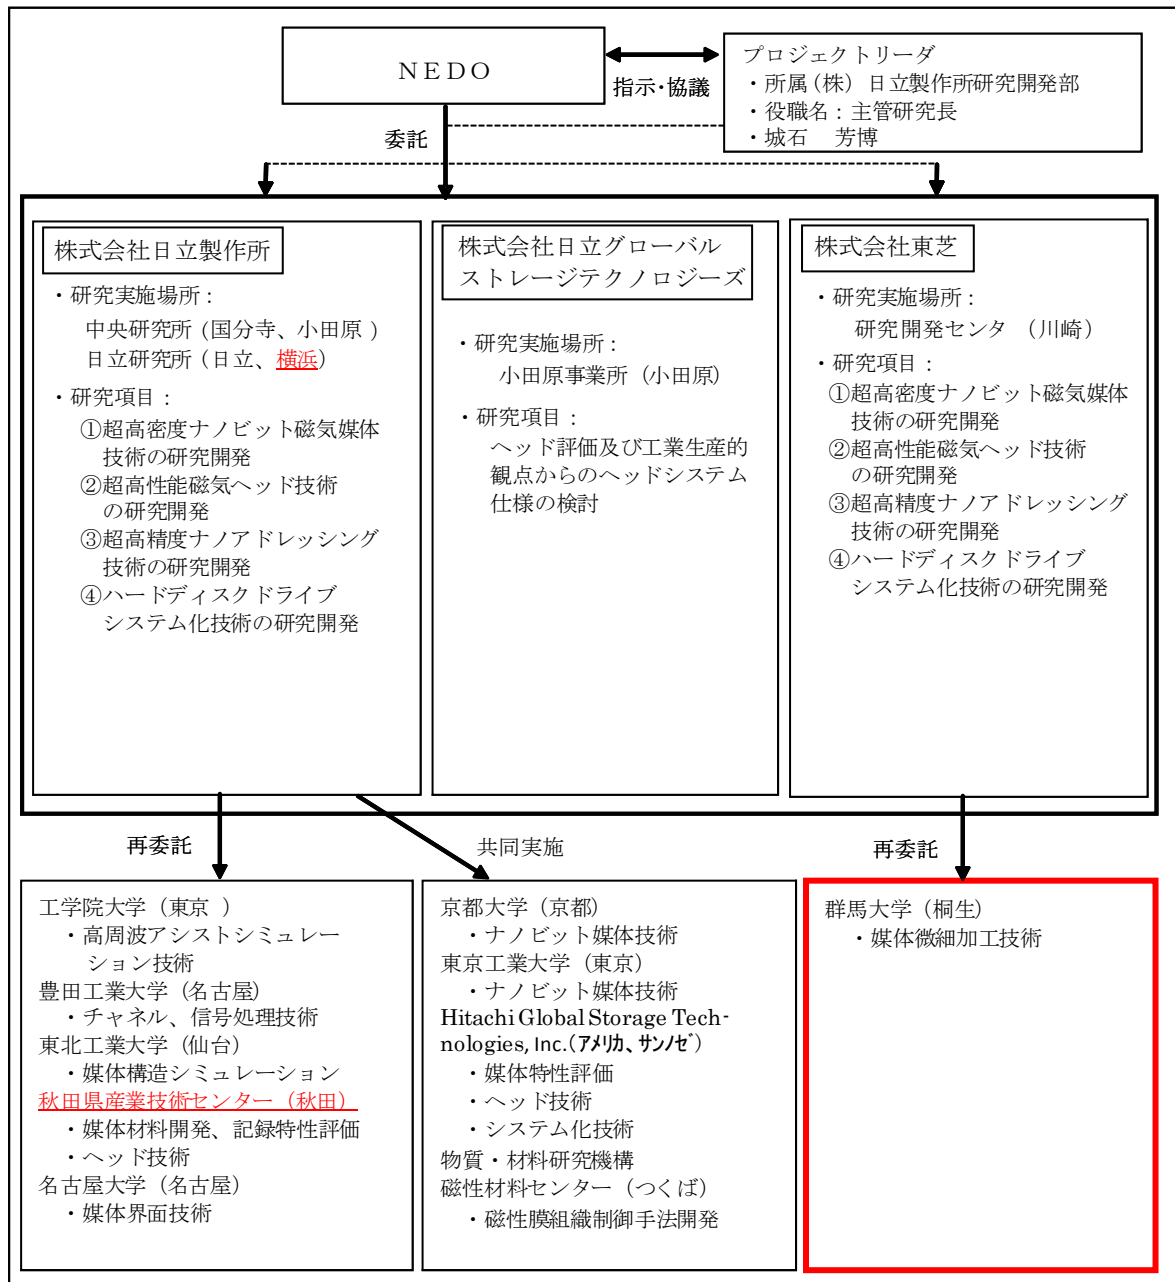 NEDO
指示・協議
プロジェクトリーダ
・所属(株)日立製作所研究開発部
・役職名：主管研究長
・城石　芳博
委託
株式会社日立製作所
・研究実施場所：
中央研究所(国分寺、小田原 )
日立研究所(日立、横浜)
・研究項目：
①超高密度ナノビット磁気媒体
技術の研究開発
②超高性能磁気ヘッド技術
の研究開発
③超高精度ナノアドレッシング
技術の研究開発
④ハードディスクドライブ
システム化技術の研究開発
株式会社日立グローバル
ストレージテクノロジーズ
・研究実施場所：
小田原事業所(小田原)
・研究項目：
ヘッド評価及び工業生産的
観点からのヘッドシステム
仕様の検討
株式会社東芝
・研究実施場所：
研究開発センタ （川崎）
・研究項目：
①超高密度ナノビット磁気媒体
技術の研究開発
②超高性能磁気ヘッド技術
の研究開発
③超高精度ナノアドレッシング
技術の研究開発
④ハードディスクドライブ
システム化技術の研究開発
再委託
共同実施
再委託
工学院大学（東京 ）
・高周波アシストシミュレー
ション技術
豊田工業大学(名古屋)
・チャネル、信号処理技術
東北工業大学（仙台）
・媒体構造シミュレーション
秋田県産業技術センター（秋田）
・媒体材料開発、記録特性評価
・ヘッド技術
名古屋大学（名古屋）
・媒体界面技術
京都大学（京都）
・ナノビット媒体技術
東京工業大学（東京）
・ナノビット媒体技術
Hitachi Global Storage Tech-
nologies, Inc.(ｱﾒﾘｶ、ｻﾝﾉｾﾞ)
・媒体特性評価
・ヘッド技術
・システム化技術
物質・材料研究機構
磁性材料センター（つくば）
・磁性膜組織制御手法開発
群馬大学（桐生）
・媒体微細加工技術